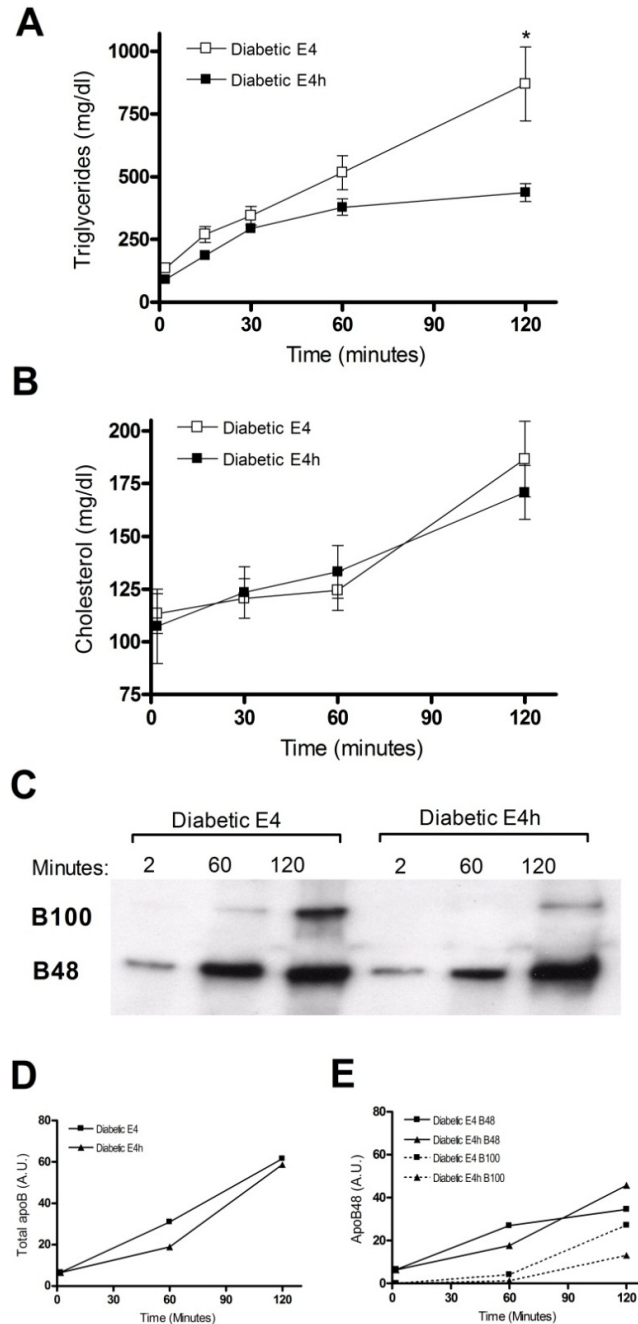 A
Triglycerides (mg/dl)
1000
750
500
250
0
Diabetic E4
Diabetic E4h
*
0 30 60 90 120
Time (minutes)
B
Cholesterol (mg/dl)
200
175
150
125
100
75
Diabetic E4
Diabetic E4h
0 30 60 90 120
Time (minutes)
C
Diabetic E4 Diabetic E4h
Minutes: 2 60 120 2 60 120
B100
B48
D
Total apoB (A.U.)
80
60
40
20
0
Diabetic E4
Diabetic E4h
0 30 60 90 120
Time (Minutes)
E
ApoB48 (A.U.)
80
60
40
20
0
Diabetic E4 B48
Diabetic E4h B48
Diabetic E4 B100
Diabetic E4h B100
0 30 60 90 120
Time (Minutes)